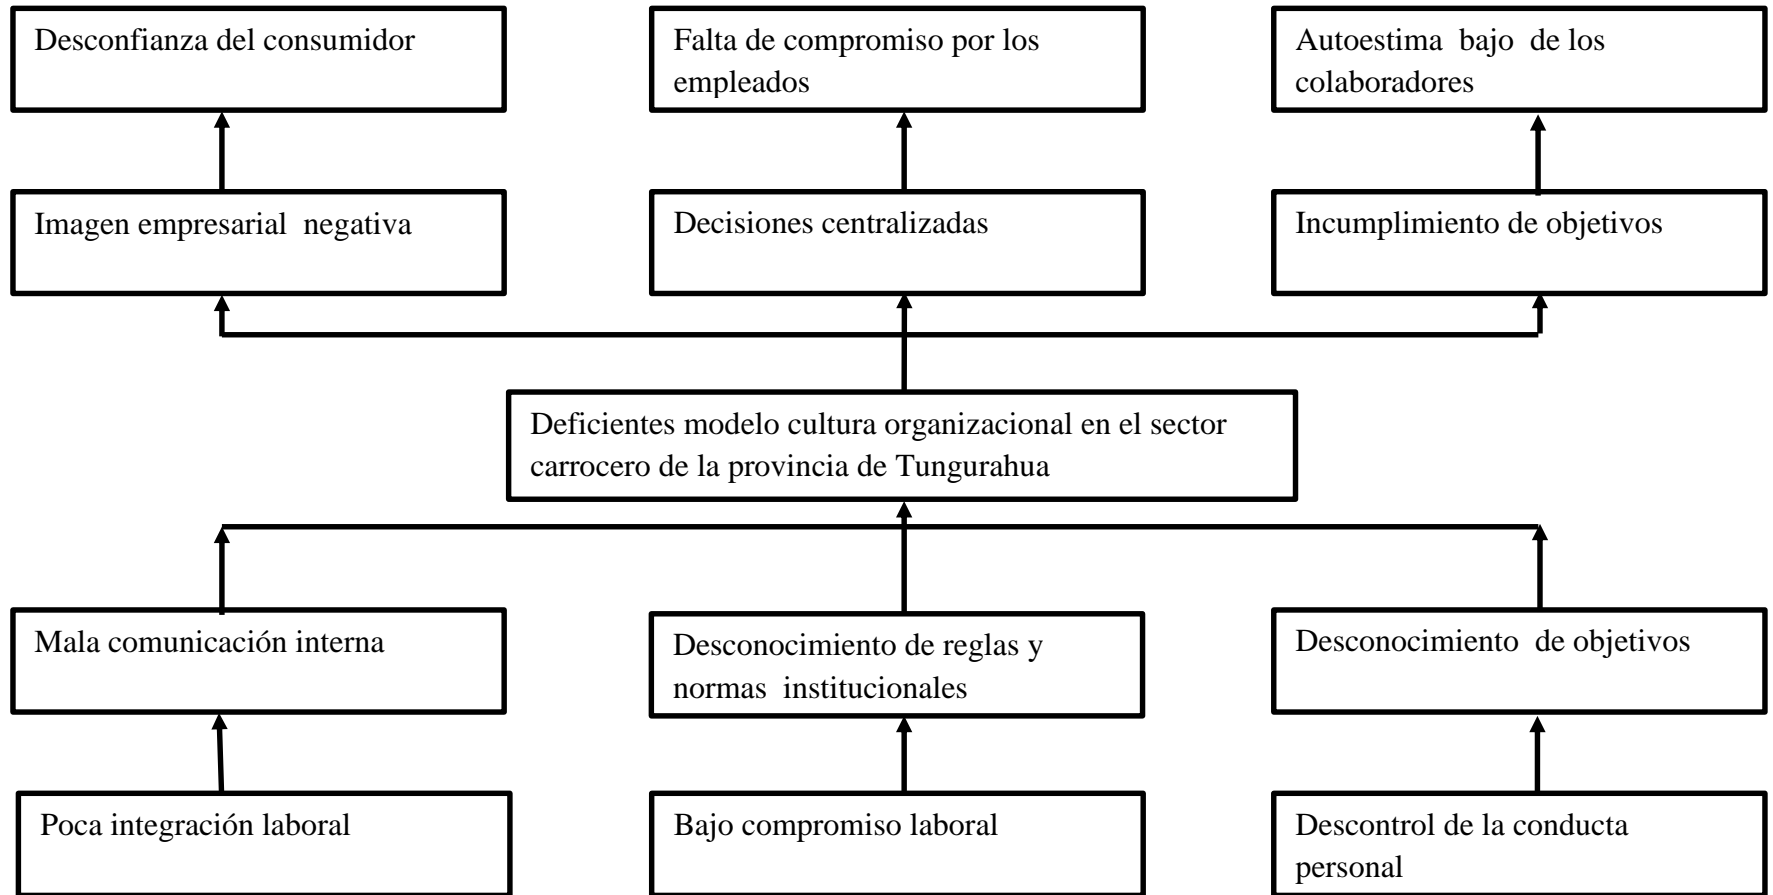 Desconfianza del consumidor
Falta de compromiso por los
empleados
Autoestima bajo de los
colaboradores
Imagen empresarial negativa
Decisiones centralizadas
Incumplimiento de objetivos
Deficientes modelo cultura organizacional en el sector
carrocero de la provincia de Tungurahua
Mala comunicación interna
Desconocimiento de reglas y
normas institucionales
Desconocimiento de objetivos
Poca integración laboral
Bajo compromiso laboral
Descontrol de la conducta
personal